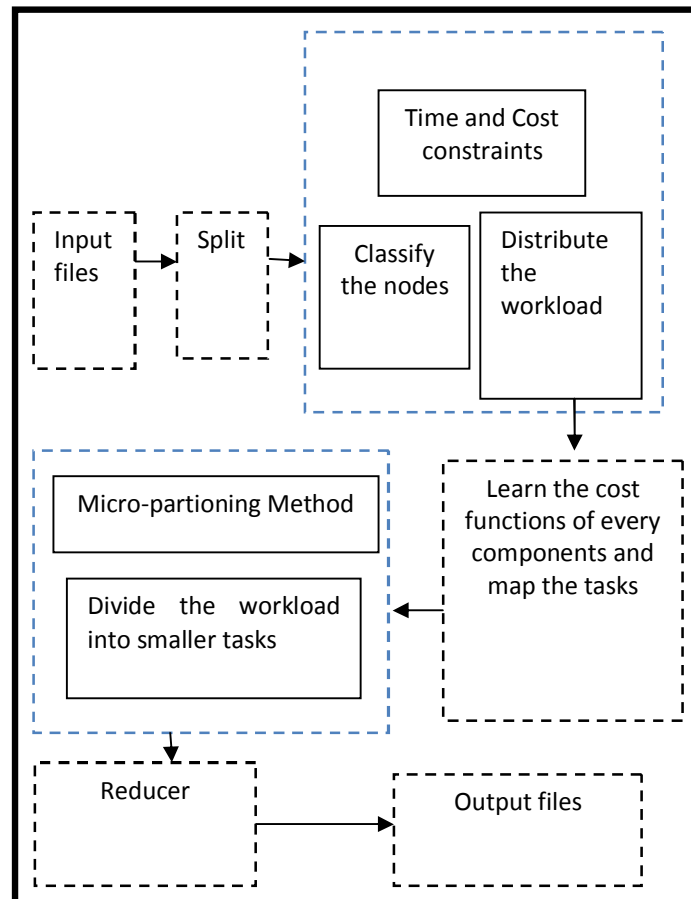 Time and Cost
constraints
Input
files
Split
Classify
the nodes
Distribute
the
workload
Learn the cost
functions of every
components and
map the tasks
Micro-partioning Method
Divide the workload
into smaller tasks
Reducer
Output files